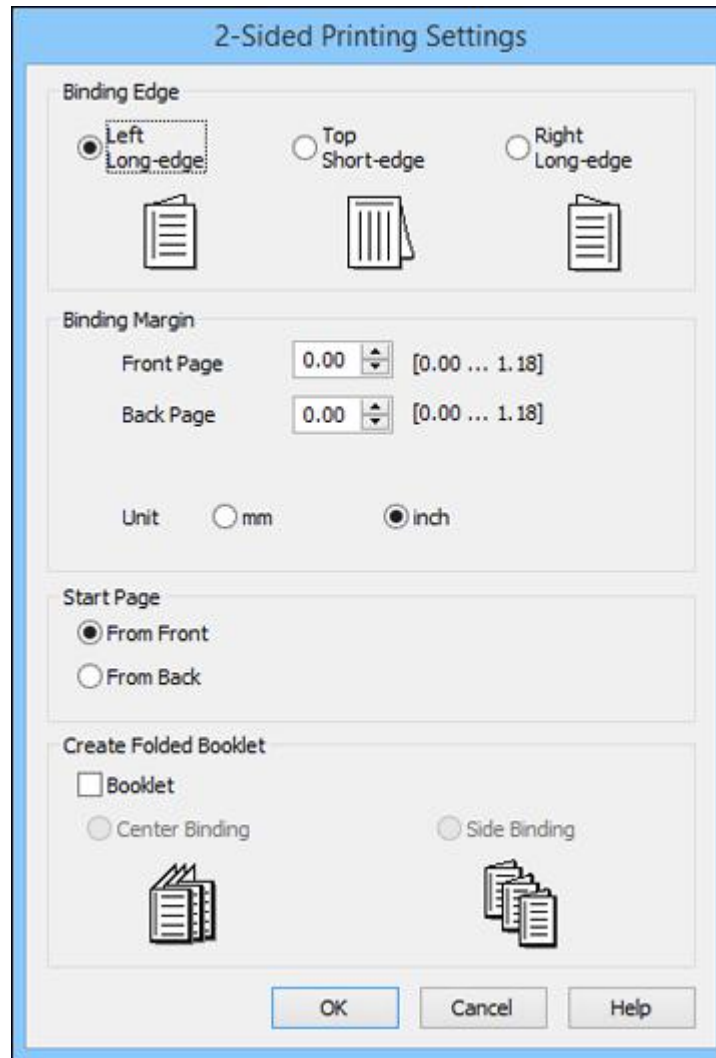 2-Sided Printing Settings
Binding Edge
Left
Long-edge
Top
Short-edge
Right
Long-edge
Binding Margin
Front Page 0.00 [0.00 ... 1.18]
Back Page 0.00 [0.00 ... 1.18]
Unit mm inch
Start Page
From Front
From Back
Create Folded Booklet
Booklet
Center Binding Side Binding
OK Cancel Help